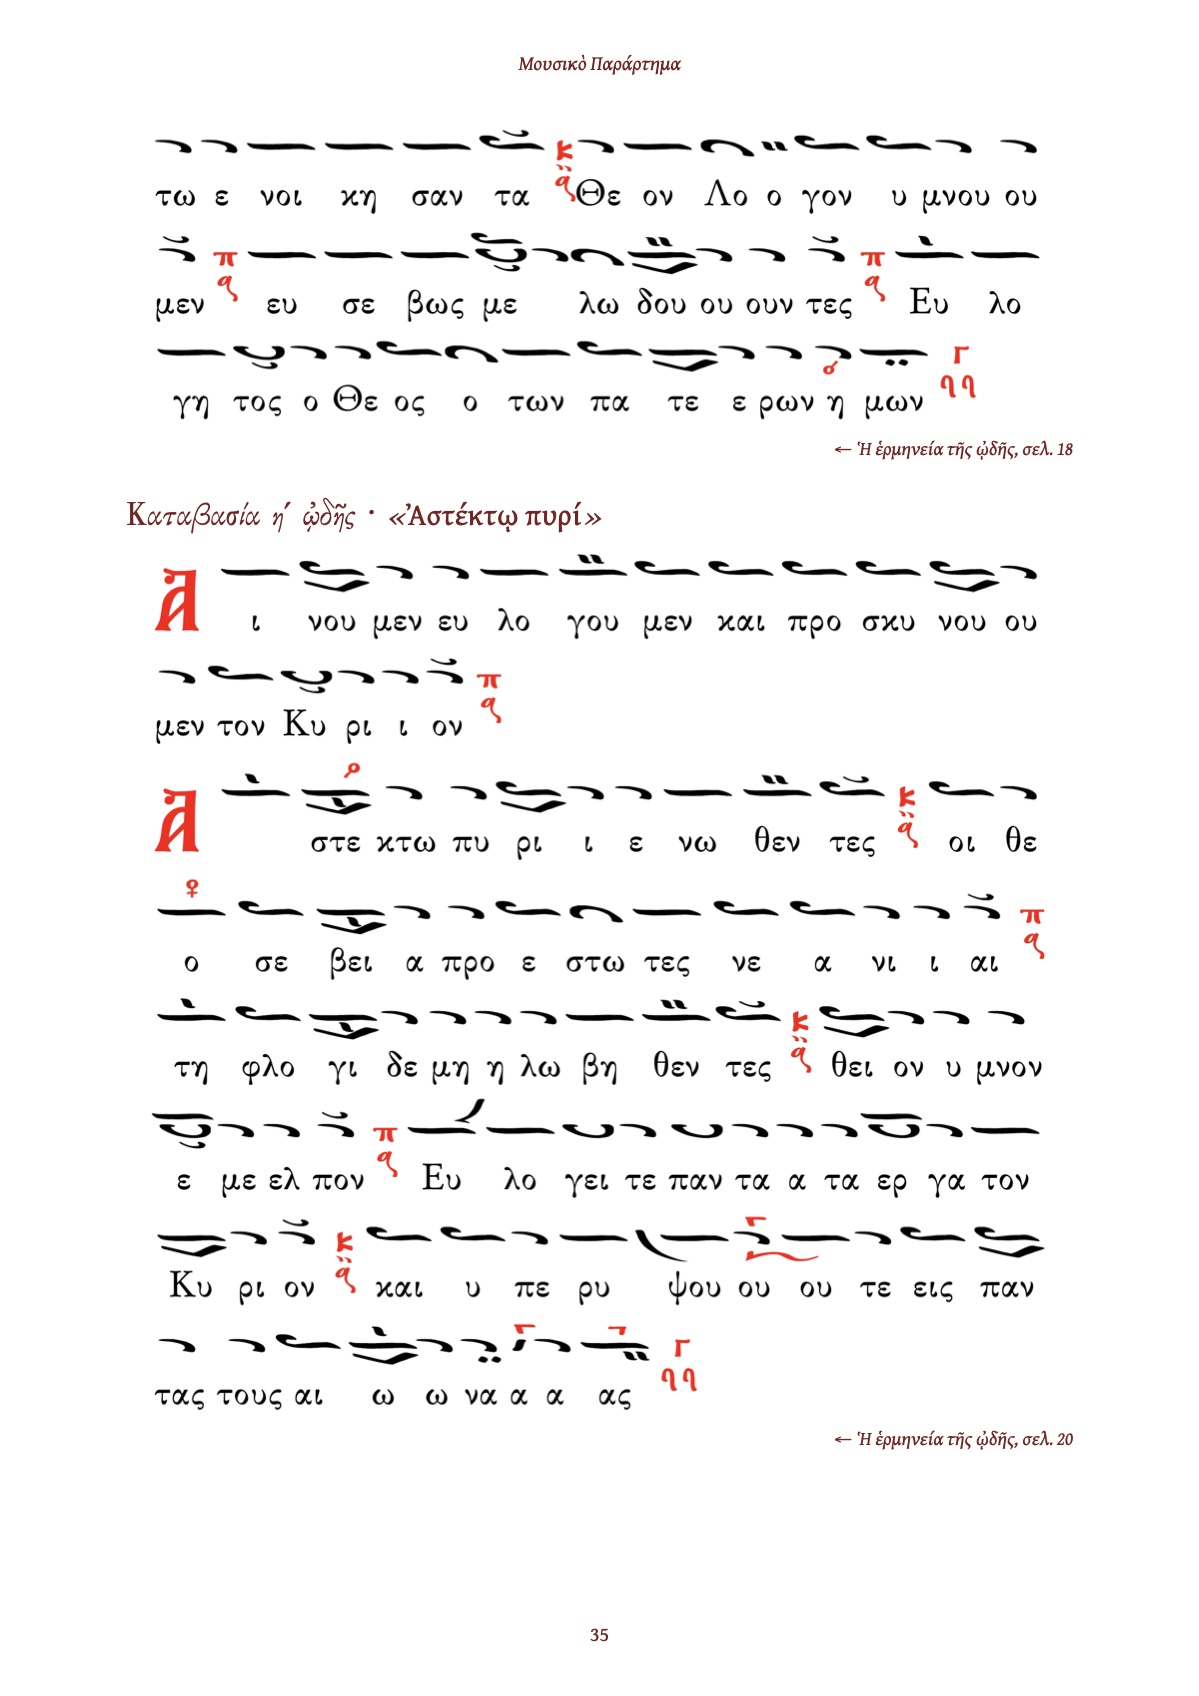 Μουσικὸ Παράρτημα
τω ε νοι κη σαν τα Θε ον Λο ο γον υ μνου ου
μεν ευ σε βως με λω δου ου ουν τες Ευ λο
γη τος ο Θε ος ο των πα τε ε ρων η μων
← Ἡ ἑρμηνεία τῆς ᾠδῆς, σελ. 18
Καταβασία η΄ ᾠδῆς · «Ἀστέκτῳ πυρί»
Α ι νου μεν ευ λο γου μεν και προ σκυ νου ου
μεν τον Κυ ρι ι ον
Α στε κτω πυ ρι ι ε νω θεν τες οι θε
ο σε βει α προ ε στω τες νε α νι ι αι
τη φλο γι δε μη η λω βη θεν τες θει ον υ μνον
ε με ελ πον Ευ λο γει τε παν τα α τα ερ γα τον
Κυ ρι ον και υ πε ρυ ψου ου ου τε εις παν
τας τους αι ω ω να α α ας
← Ἡ ἑρμηνεία τῆς ᾠδῆς, σελ. 20
35